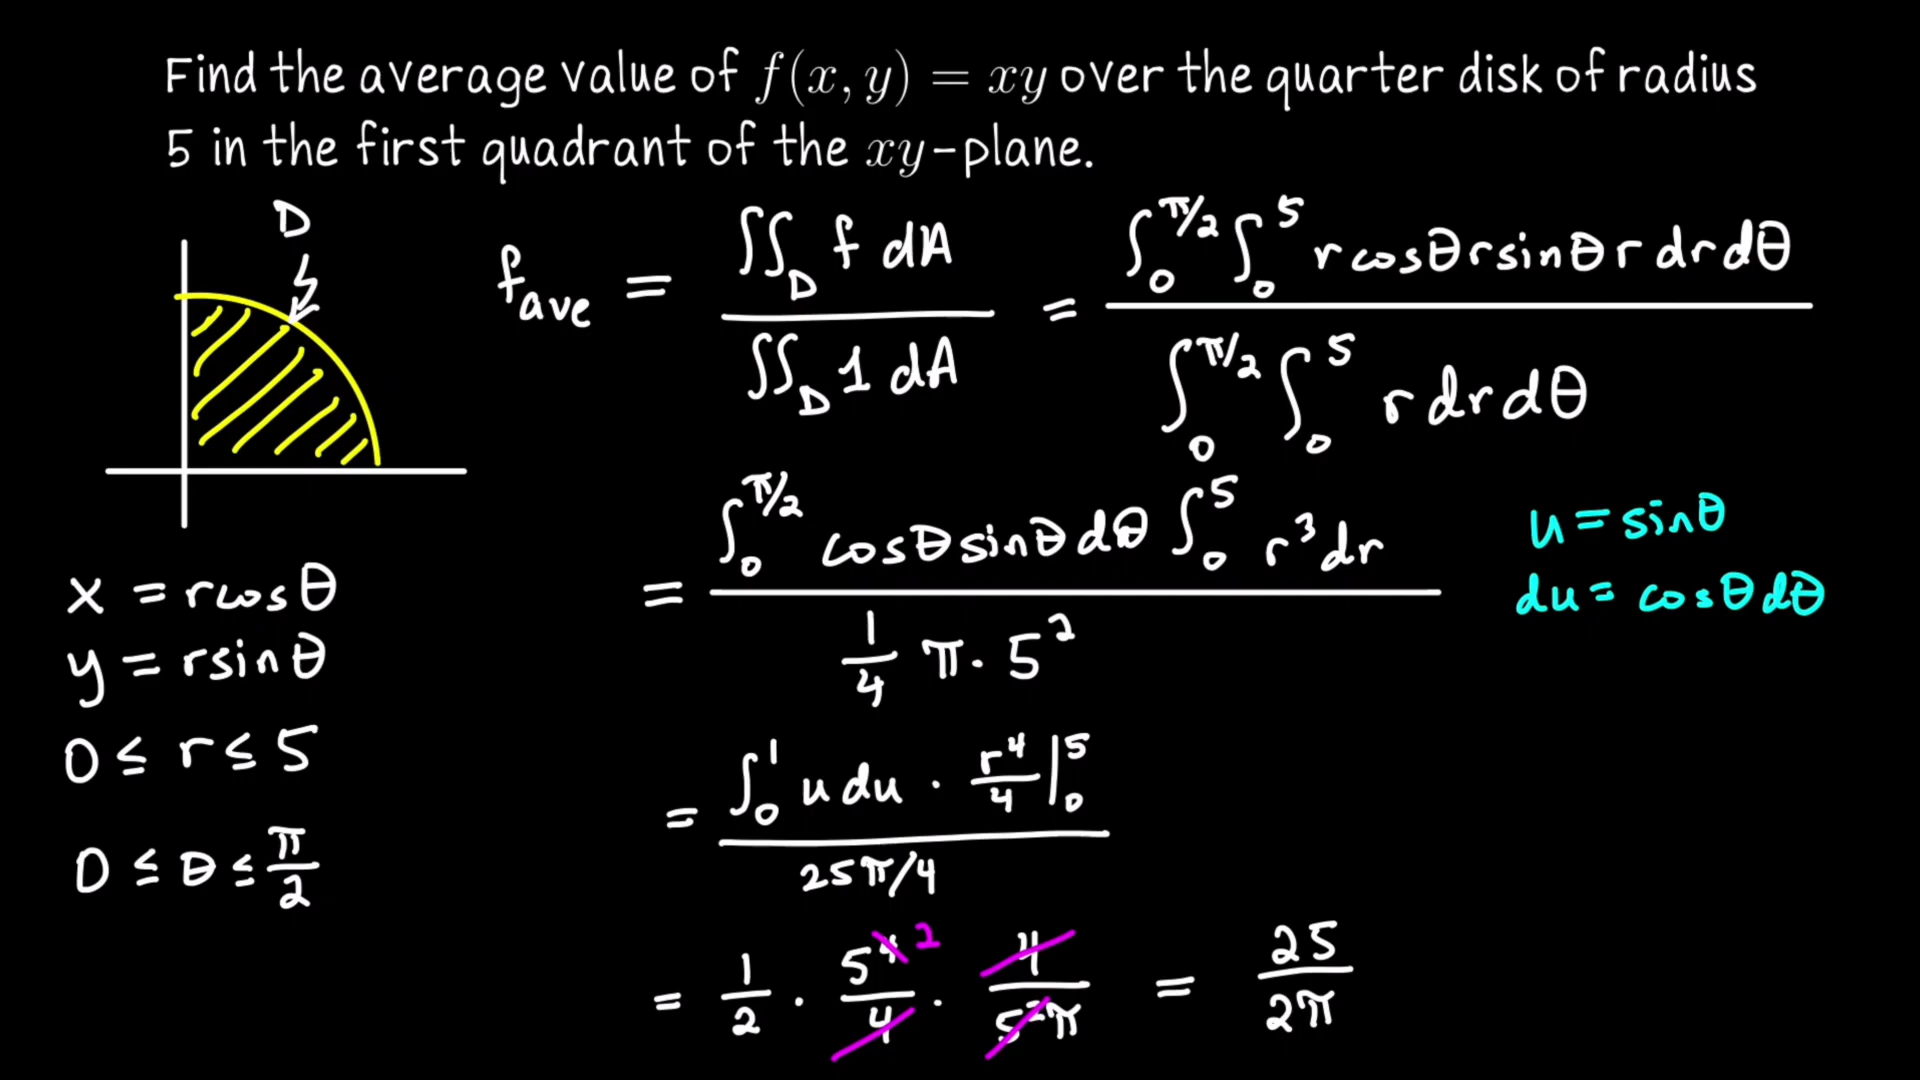 Find the average value of f(x, y) = xy over the quarter disk of radius
5 in the first quadrant of the xy-plane.
D
f_ave = ∬_D f dA / ∬_D 1 dA = ∫_0^{π/2} ∫_0^5 r cosθ r sinθ r dr dθ / ∫_0^{π/2} ∫_0^5 r dr dθ
= ∫_0^{π/2} cosθ sinθ dθ ∫_0^5 r^3 dr / (1/4 π · 5^2)
u = sinθ
du = cosθ dθ
x = r cosθ
y = r sinθ
0 ≤ r ≤ 5
0 ≤ θ ≤ π/2
= ∫_0^1 u du · r^4/4 |_0^5 / (25π/4)
= 1/2 · 5^4 2/4 · 4/(5^2 π) = 25/2π